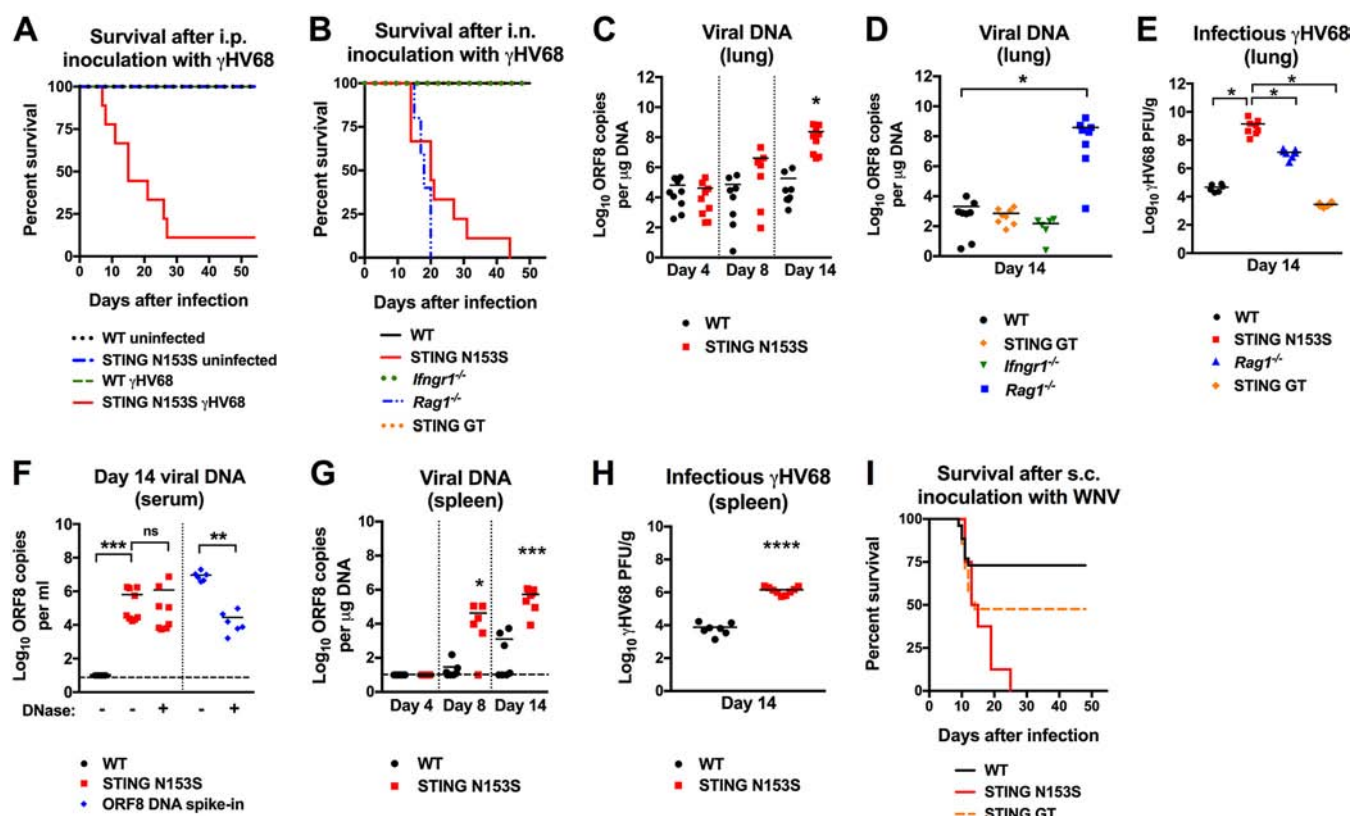 A
Survival after i.p.
inoculation with γHV68
Percent survival
100
75
50
25
0
0 10 20 30 40 50
Days after infection
WT uninfected
STING N153S uninfected
WT γHV68
STING N153S γHV68
B
Survival after i.n.
inoculation with γHV68
Percent survival
100
75
50
25
0
0 10 20 30 40 50
Days after infection
WT
STING N153S
Ifngr1-/-
Rag1-/-
STING GT
C
Viral DNA
(lung)
Log10 ORF8 copies
per μg DNA
12
10
8
6
4
2
0
*
Day 4 Day 8 Day 14
WT
STING N153S
D
Viral DNA
(lung)
Log10 ORF8 copies
per μg DNA
12
10
8
6
4
2
0
*
Day 14
WT
STING GT
Ifngr1-/-
Rag1-/-
E
Infectious γHV68
(lung)
Log10 γHV68 PFU/g
12
10
8
6
4
2
0
*
* *
Day 14
WT
STING N153S
Rag1-/-
STING GT
F
Day 14 viral DNA
(serum)
Log10 ORF8 copies
per ml
10
8
6
4
2
0
*** ns **
DNase: - - + - +
WT
STING N153S
ORF8 DNA spike-in
G
Viral DNA
(spleen)
Log10 ORF8 copies
per μg DNA
10
8
6
4
2
0
* ***
Day 4 Day 8 Day 14
WT
STING N153S
H
Infectious γHV68
(spleen)
Log10 γHV68 PFU/g
10
8
6
4
2
0
****
Day 14
WT
STING N153S
I
Survival after s.c.
inoculation with WNV
Percent survival
100
75
50
25
0
0 10 20 30 40 50
Days after infection
WT
STING N153S
STING GT